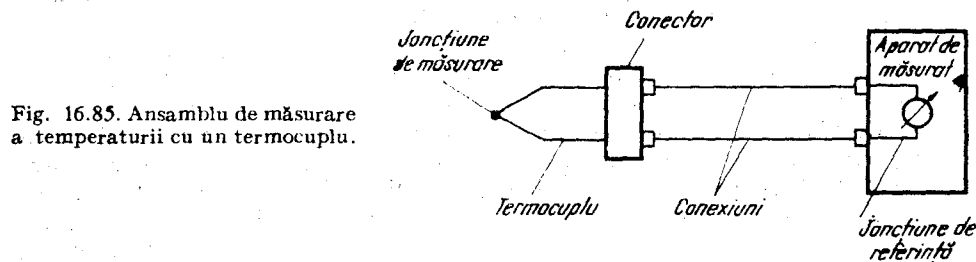 Fig. 16.85. Ansamblu de măsurare
a temperaturii cu un termocuplu.
Joncțiune
de măsurare
Conector
Aparat de
măsurat
Termocuplu
Conexiuni
Joncțiune de
referință